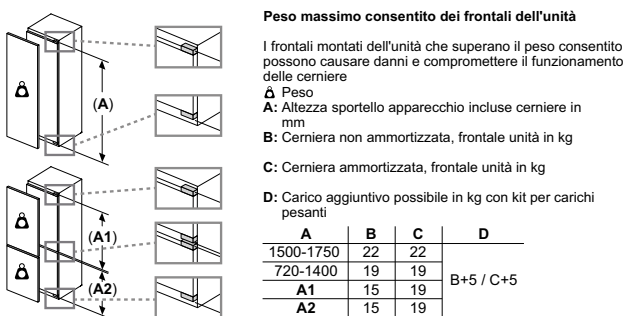 Peso massimo consentito dei frontali dell'unità
I frontali montati dell'unità che superano il peso consentito
possono causare danni e compromettere il funzionamento
delle cerniere
Peso
A: Altezza sportello apparecchio incluse cerniere in
mm
B: Cerniera non ammortizzata, frontale unità in kg
C: Cerniera ammortizzata, frontale unità in kg
D: Carico aggiuntivo possibile in kg con kit per carichi
pesanti
A B C D
1500-1750 22 22
720-1400 19 19
B+5 / C+5
A1 15 19
A2 15 19
(A)
(A1)
(A2)